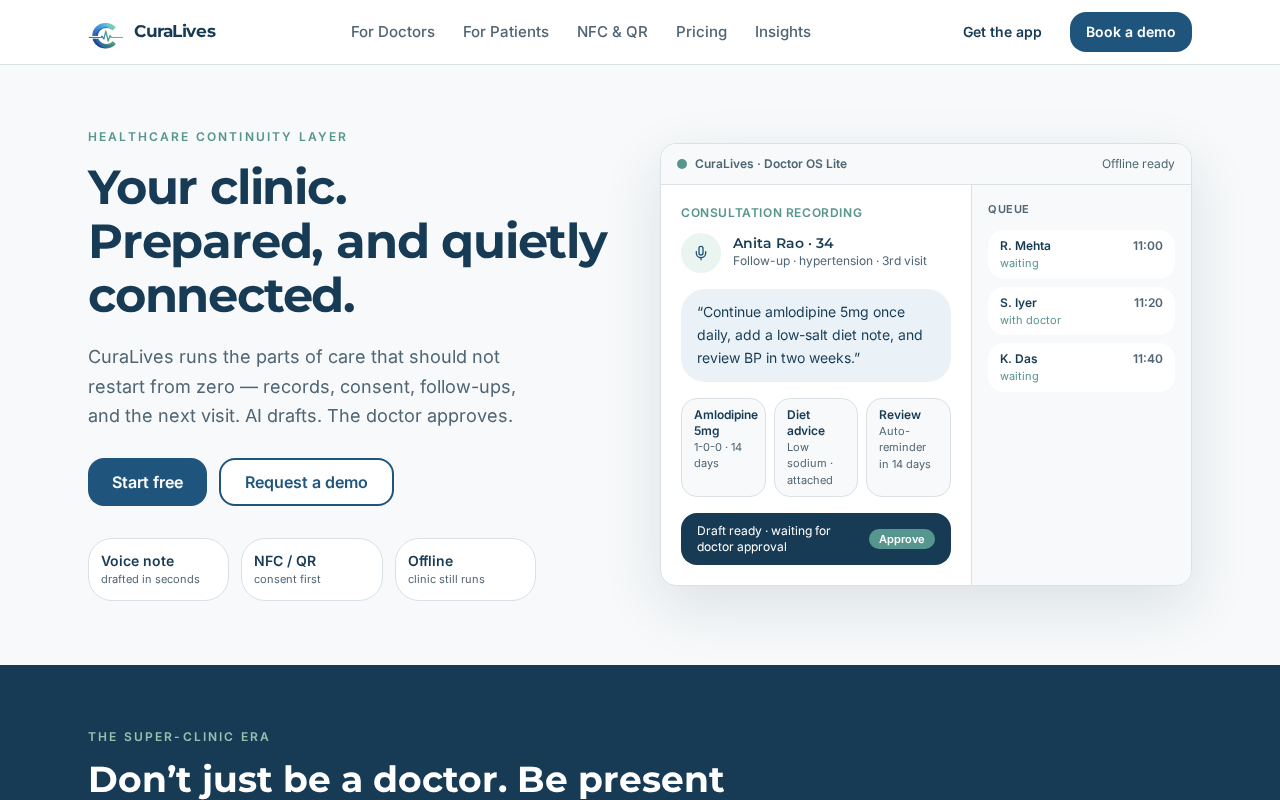 CuraLives
For Doctors
For Patients
NFC & QR
Pricing
Insights
Get the app
Book a demo
HEALTHCARE CONTINUITY LAYER
Your clinic.
Prepared, and quietly
connected.
CuraLives runs the parts of care that should not
restart from zero — records, consent, follow-ups,
and the next visit. AI drafts. The doctor approves.
Start free
Request a demo
Voice note
drafted in seconds
NFC / QR
consent first
Offline
clinic still runs
CuraLives · Doctor OS Lite
Offline ready
CONSULTATION RECORDING
Anita Rao · 34
Follow-up · hypertension · 3rd visit
“Continue amlodipine 5mg once
daily, add a low-salt diet note, and
review BP in two weeks.”
Amlodipine
5mg
1-0-0 · 14
days
Diet
advice
Low
sodium ·
attached
Review
Auto-
reminder
in 14 days
Draft ready · waiting for
doctor approval
Approve
QUEUE
R. Mehta 11:00
waiting
S. Iyer 11:20
with doctor
K. Das 11:40
waiting
THE SUPER-CLINIC ERA
Don’t just be a doctor. Be present